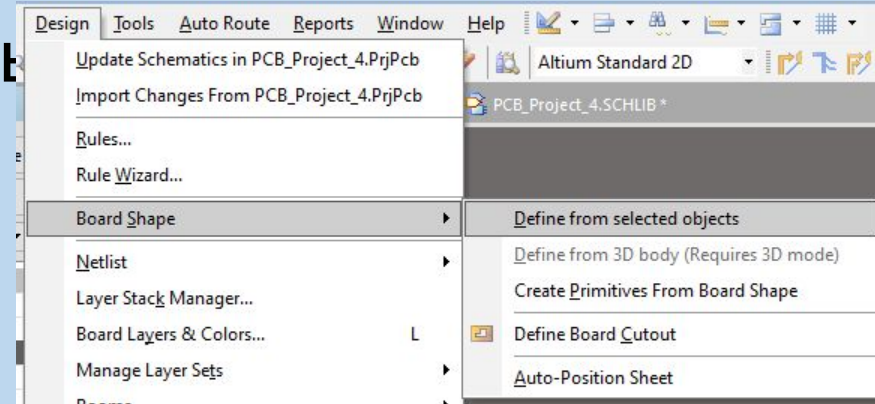 Design Tools Auto Route Reports Window Help
Update Schematics in PCB_Project_4.PrjPcb
Altium Standard 2D
Import Changes From PCB_Project_4.PrjPcb
PCB_Project_4.SCHLIB *
Rules...
Rule Wizard...
Board Shape
Define from selected objects
Define from 3D body (Requires 3D mode)
Create Primitives From Board Shape
Define Board Cutout
Auto-Position Sheet
Netlist
Layer Stack Manager...
Board Layers & Colors... L
Manage Layer Sets